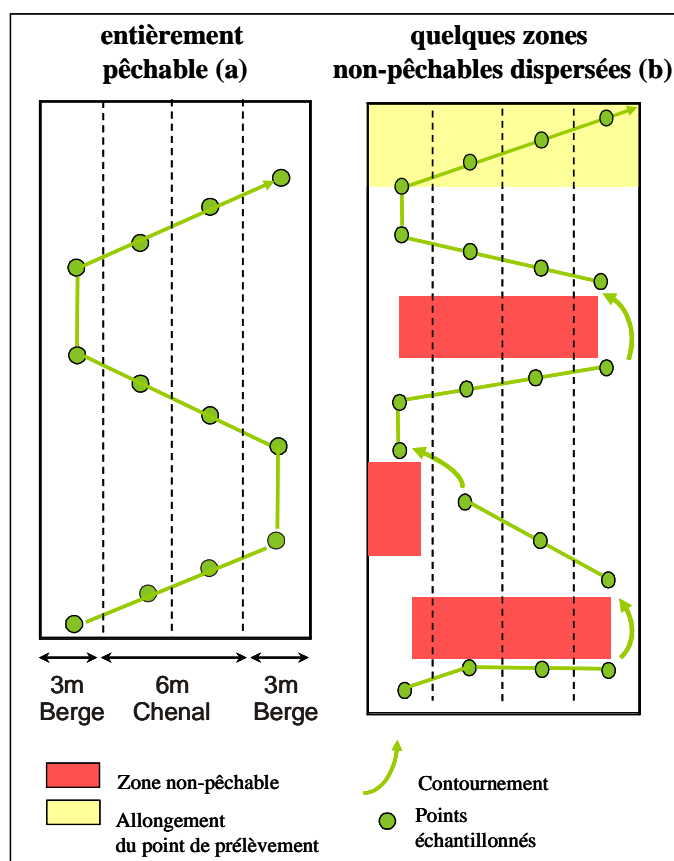 entièrement
pêchable (a)
quelques zones
non-pêchables dispersées (b)
3m
Berge
6m
Chenal
3m
Berge
Zone non-pêchable
Allongement
du point de prélèvement
Contournement
Points
échantillonnés